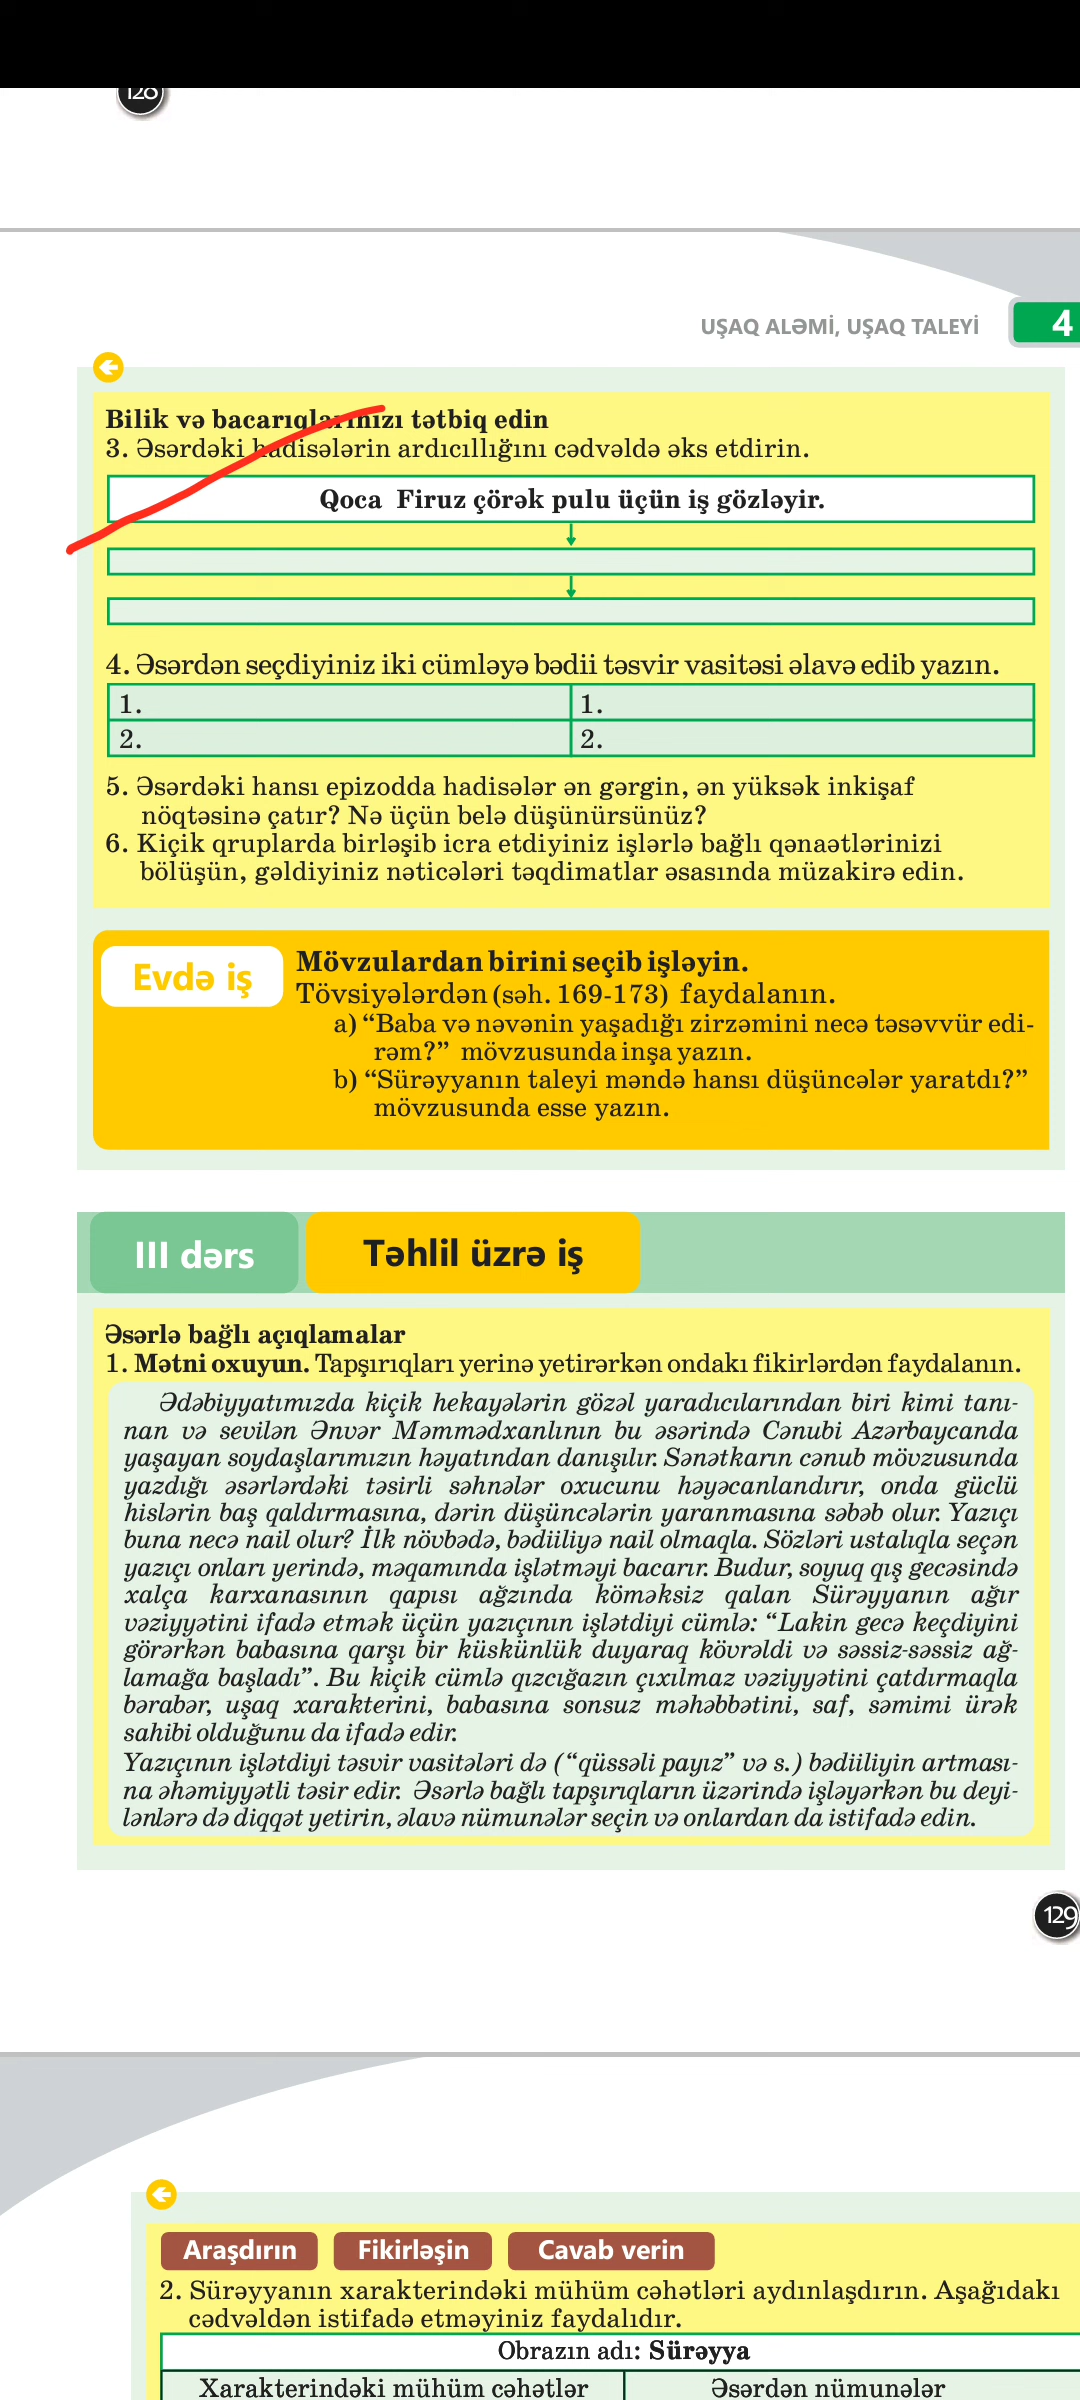 128
UŞAQ ALƏMİ, UŞAQ TALEYİ 4
Bilik və bacarıqlarınızı tətbiq edin
3. Əsərdəki hadisələrin ardıcıllığını cədvəldə əks etdirin.
Qoca Firuz çörək pulu üçün iş gözləyir.
4. Əsərdən seçdiyiniz iki cümləyə bədii təsvir vasitəsi əlavə edib yazın.
1. 1.
2. 2.
5. Əsərdəki hansı epizodda hadisələr ən gərgin, ən yüksək inkişaf
nöqtəsinə çatır? Nə üçün belə düşünürsünüz?
6. Kiçik qruplarda birləşib icra etdiyiniz işlərlə bağlı qənaətlərinizi
bölüşün, gəldiyiniz nəticələri təqdimatlar əsasında müzakirə edin.
Evdə iş
Mövzulardan birini seçib işləyin.
Tövsiyələrdən (səh. 169-173) faydalanın.
a) “Baba və nəvənin yaşadığı zirzəmini necə təsəvvür edi-
rəm?” mövzusunda inşa yazın.
b) “Sürəyyanın taleyi məndə hansı düşüncələr yaratdı?”
mövzusunda esse yazın.
III dərs Təhlil üzrə iş
Əsərlə bağlı açıqlamalar
1. Mətni oxuyun. Tapşırıqları yerinə yetirərkən ondakı fikirlərdən faydalanın.
Ədəbiyyatımızda kiçik hekayələrin gözəl yaradıcılarından biri kimi tanı-
nan və sevilən Ənvər Məmmədxanlının bu əsərində Cənubi Azərbaycanda
yaşayan soydaşlarımızın həyatından danışılır. Sənətkarın cənub mövzusunda
yazdığı əsərlərdəki təsirli səhnələr oxucunu həyəcanlandırır, onda güclü
hislərin baş qaldırmasına, dərin düşüncələrin yaranmasına səbəb olur. Yazıçı
buna necə nail olur? İlk növbədə, bədiiliyə nail olmaqla. Sözləri ustalıqla seçən
yazıçı onları yerində, məqamında işlətməyi bacarır. Budur, soyuq qış gecəsində
xalça karxanasının qapısı ağzında köməksiz qalan Sürəyyanın ağır
vəziyyətini ifadə etmək üçün yazıçının işlətdiyi cümlə: “Lakin gecə keçdiyini
görərkən babasına qarşı bir küskünlük duyaraq kövrəldi və səssiz-səssiz ağ-
lamağa başladı”. Bu kiçik cümlə qızcığazın çıxılmaz vəziyyətini çatdırmaqla
bərabər, uşaq xarakterini, babasına sonsuz məhəbbətini, saf, səmimi ürək
sahibi olduğunu da ifadə edir.
Yazıçının işlətdiyi təsvir vasitələri də (“qüssəli payız” və s.) bədiiliyin artması-
na əhəmiyyətli təsir edir. Əsərlə bağlı tapşırıqların üzərində işləyərkən bu deyi-
lənlərə də diqqət yetirin, əlavə nümunələr seçin və onlardan da istifadə edin.
129
Araşdırın Fikirləşin Cavab verin
2. Sürəyyanın xarakterindəki mühüm cəhətləri aydınlaşdırın. Aşağıdakı
cədvəldən istifadə etməyiniz faydalıdır.
Obrazın adı: Sürəyya
Xarakterindəki mühüm cəhətlər Əsərdən nümunələr